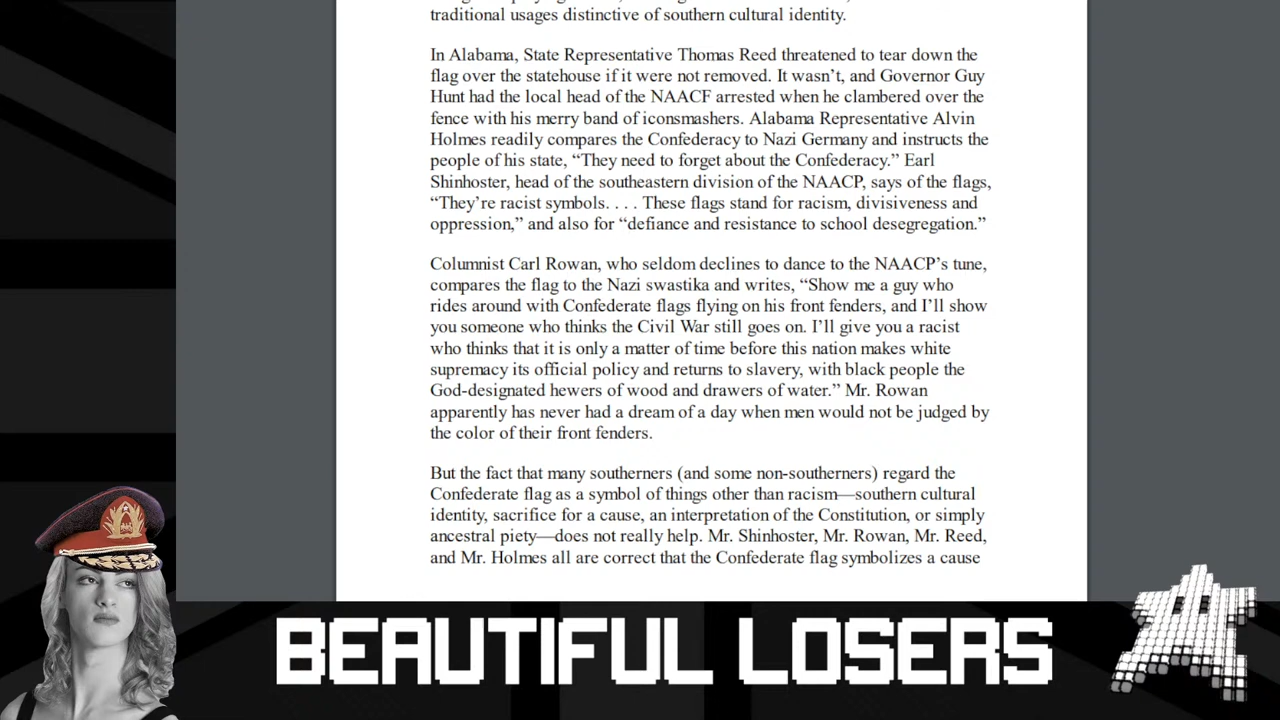 traditional usages distinctive of southern cultural identity.
In Alabama, State Representative Thomas Reed threatened to tear down the
flag over the statehouse if it were not removed. It wasn’t, and Governor Guy
Hunt had the local head of the NAACF arrested when he clambered over the
fence with his merry band of iconsmashers. Alabama Representative Alvin
Holmes readily compares the Confederacy to Nazi Germany and instructs the
people of his state, “They need to forget about the Confederacy.” Earl
Shinhoster, head of the southeastern division of the NAACP, says of the flags,
“They’re racist symbols. . . . These flags stand for racism, divisiveness and
oppression,” and also for “defiance and resistance to school desegregation.”
Columnist Carl Rowan, who seldom declines to dance to the NAACP’s tune,
compares the flag to the Nazi swastika and writes, “Show me a guy who
rides around with Confederate flags flying on his front fenders, and I’ll show
you someone who thinks the Civil War still goes on. I’ll give you a racist
who thinks that it is only a matter of time before this nation makes white
supremacy its official policy and returns to slavery, with black people the
God-designated hewers of wood and drawers of water.” Mr. Rowan
apparently has never had a dream of a day when men would not be judged by
the color of their front fenders.
But the fact that many southerners (and some non-southerners) regard the
Confederate flag as a symbol of things other than racism—southern cultural
identity, sacrifice for a cause, an interpretation of the Constitution, or simply
ancestral piety—does not really help. Mr. Shinhoster, Mr. Rowan, Mr. Reed,
and Mr. Holmes all are correct that the Confederate flag symbolizes a cause
BEAUTIFUL LOSERS